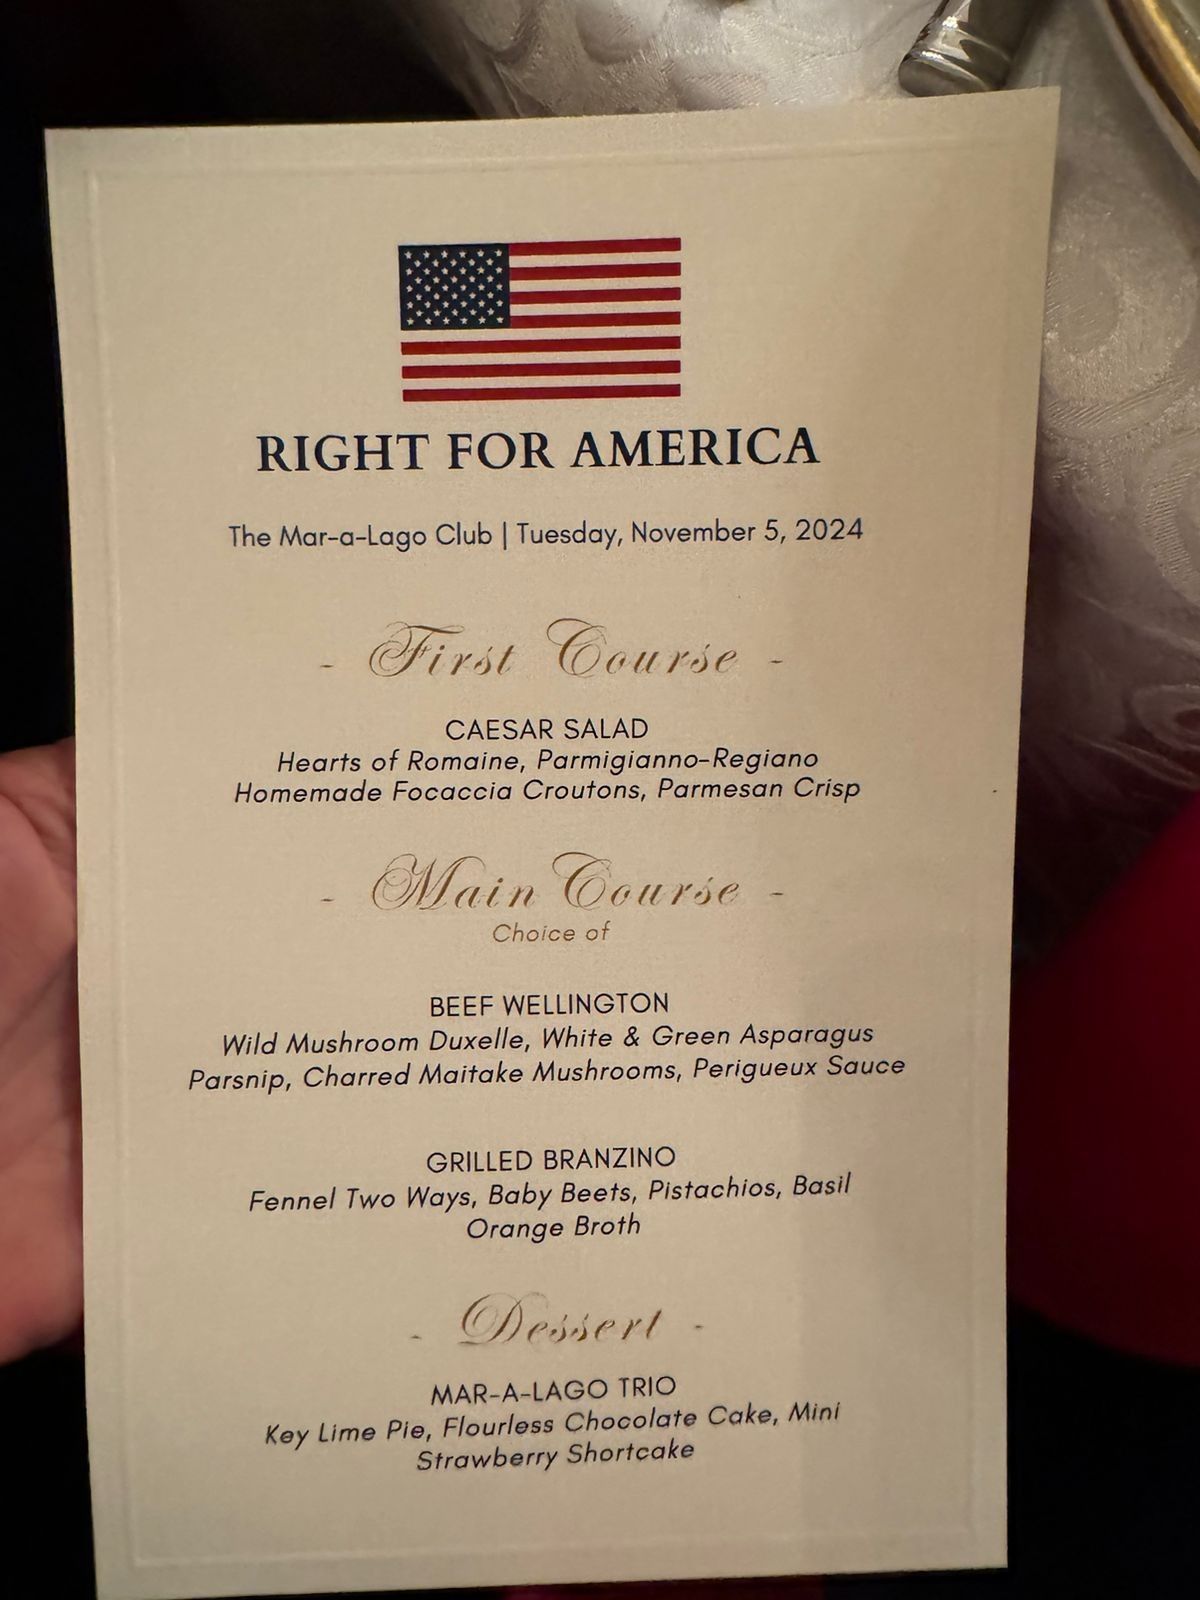 RIGHT FOR AMERICA
The Mar-a-Lago Club | Tuesday, November 5, 2024
- First Course -
CAESAR SALAD
Hearts of Romaine, Parmigianno-Regiano
Homemade Focaccia Croutons, Parmesan Crisp
- Main Course -
Choice of
BEEF WELLINGTON
Wild Mushroom Duxelle, White & Green Asparagus
Parsnip, Charred Maitake Mushrooms, Perigueux Sauce
GRILLED BRANZINO
Fennel Two Ways, Baby Beets, Pistachios, Basil
Orange Broth
- Dessert -
MAR-A-LAGO TRIO
Key Lime Pie, Flourless Chocolate Cake, Mini
Strawberry Shortcake